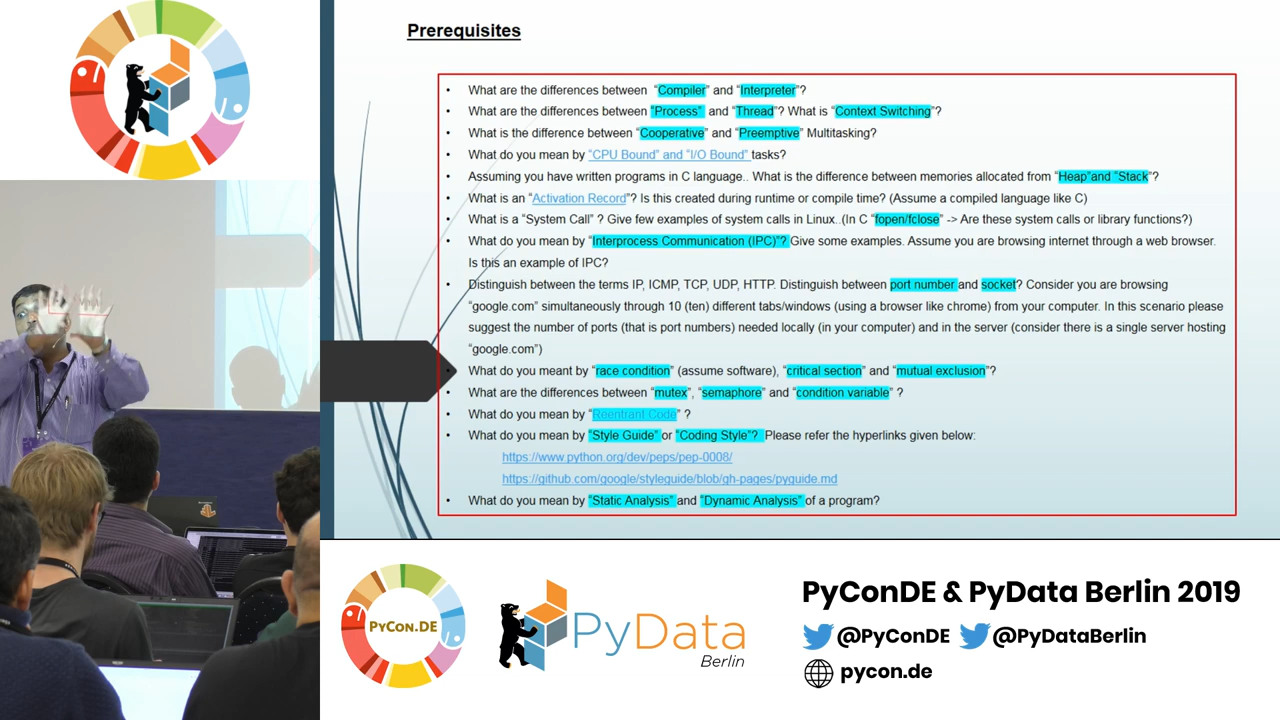 Prerequisites
• What are the differences between “Compiler” and “Interpreter”?
• What are the differences between “Process” and “Thread”? What is “Context Switching”?
• What is the difference between “Cooperative” and “Preemptive” Multitasking?
• What do you mean by “CPU Bound” and “I/O Bound” tasks?
• Assuming you have written programs in C language.. What is the difference between memories allocated from “Heap”and “Stack”?
• What is an “Activation Record”? Is this created during runtime or compile time? (Assume a compiled language like C)
• What is a “System Call” ? Give few examples of system calls in Linux..(In C “fopen/fclose” -> Are these system calls or library functions?)
• What do you mean by “Interprocess Communication (IPC)”? Give some examples. Assume you are browsing internet through a web browser.
Is this an example of IPC?
• Distinguish between the terms IP, ICMP, TCP, UDP, HTTP. Distinguish between port number and socket? Consider you are browsing
“google.com” simultaneously through 10 (ten) different tabs/windows (using a browser like chrome) from your computer. In this scenario please
suggest the number of ports (that is port numbers) needed locally (in your computer) and in the server (consider there is a single server hosting
“google.com”)
• What do you meant by “race condition” (assume software), “critical section” and “mutual exclusion”?
• What are the differences between “mutex”, “semaphore” and “condition variable” ?
• What do you mean by “Reentrant Code” ?
• What do you mean by “Style Guide” or “Coding Style”? Please refer the hyperlinks given below:
https://www.python.org/dev/peps/pep-0008/
https://github.com/google/styleguide/blob/gh-pages/pyguide.md
• What do you mean by “Static Analysis” and “Dynamic Analysis” of a program?
PyCon.DE
PyData
Berlin
PyConDE & PyData Berlin 2019
@PyConDE @PyDataBerlin
pycon.de